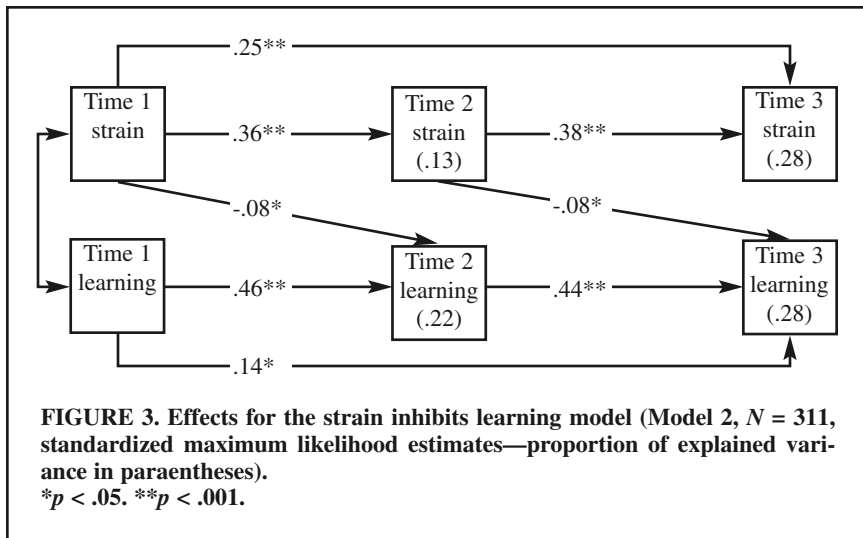 .25**
Time 1
strain
.36**
Time 2
strain
(.13)
.38**
Time 3
strain
(.28)
-.08*
-.08*
Time 1
learning
.46**
Time 2
learning
(.22)
.44**
Time 3
learning
(.28)
.14*
FIGURE 3. Effects for the strain inhibits learning model (Model 2, N = 311,
standardized maximum likelihood estimates—proportion of explained vari-
ance in paraentheses).
*p < .05. **p < .001.